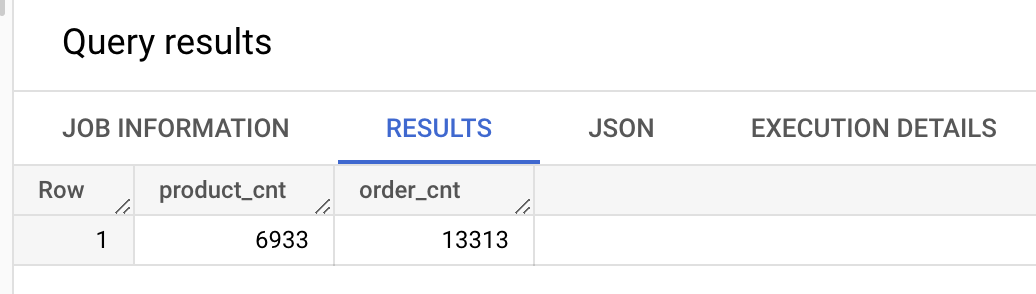 Query results
JOB INFORMATION RESULTS JSON EXECUTION DETAILS
Row product_cnt order_cnt
1 6933 13313